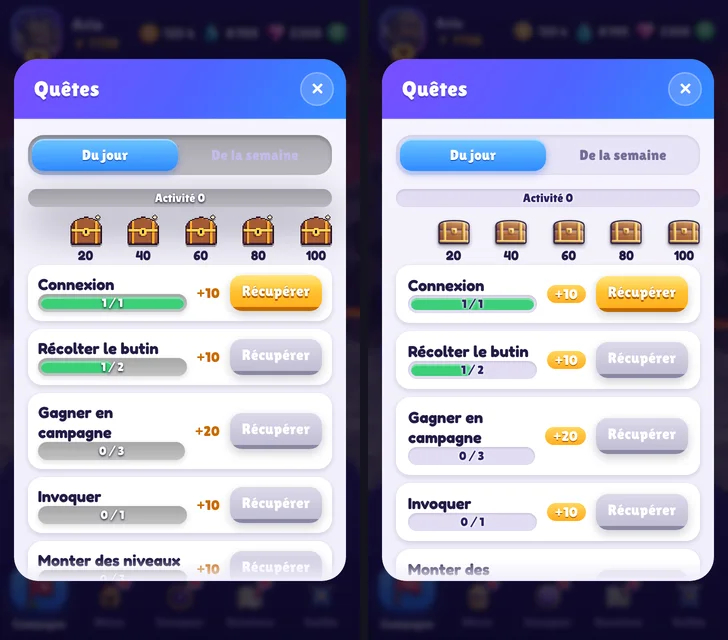 Quêtes
×
Du jour
De la semaine
Activité 0
20 40 60 80 100
Connexion
1/1
+10
Récupérer
Récolter le butin
1/2
+10
Récupérer
Gagner en
campagne
0/3
+20
Récupérer
Invoquer
0/1
+10
Récupérer
Monter des niveaux
+10
Récupérer
Quêtes
×
Du jour
De la semaine
Activité 0
20 40 60 80 100
Connexion
1/1
+10
Récupérer
Récolter le butin
1/2
+10
Récupérer
Gagner en
campagne
0/3
+20
Récupérer
Invoquer
0/1
+10
Récupérer
Monter des